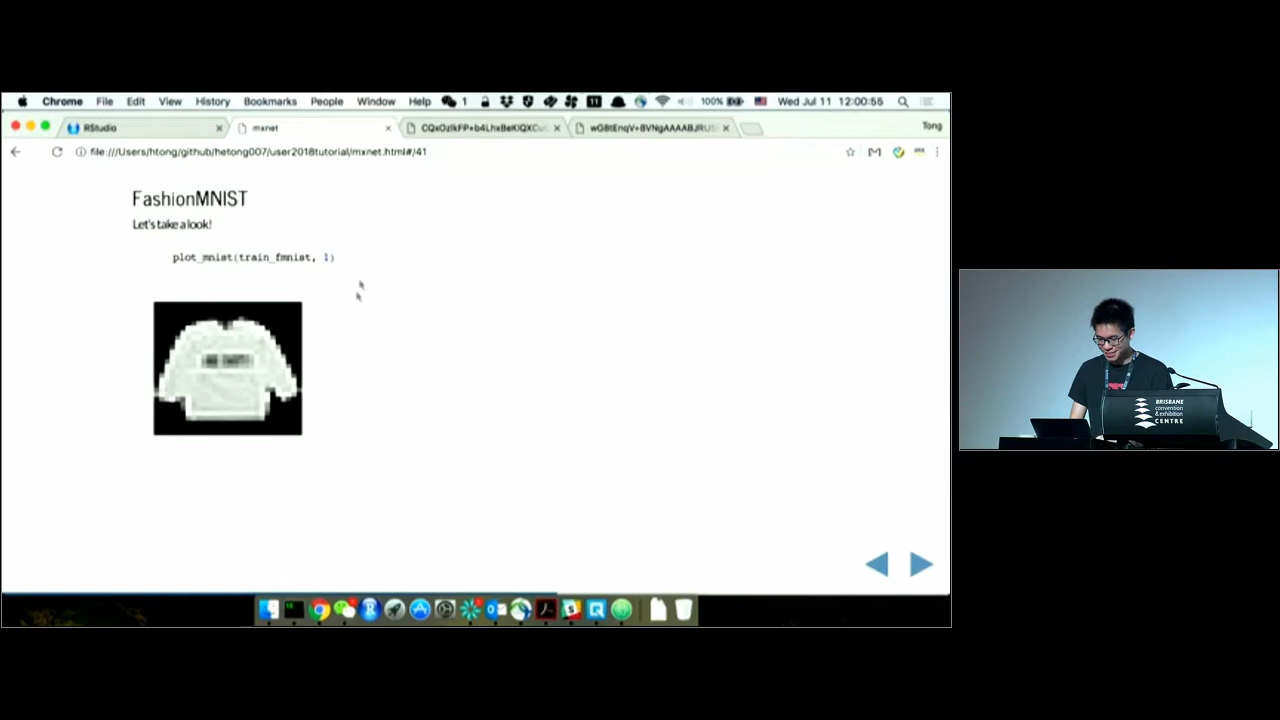 Chrome File Edit View History Bookmarks People Window Help 1 11 100% Wed Jul 11 12:00:55
RStudio
mxnet
Tong
file:///Users/htong/github/hetong007/user2018tutorial/mxnet.html#/41
FashionMNIST
Let's take a look!
plot_mnist(train_fmnist, 1)
BRISBANE
convention
& exhibition
CENTRE